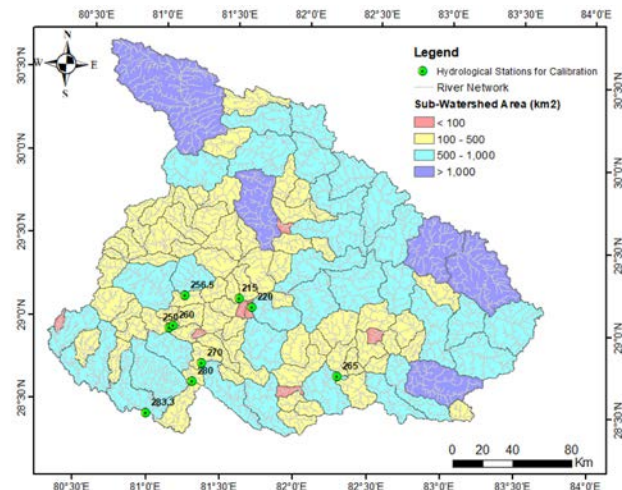 80°30'E 81°0'E 81°30'E 82°0'E 82°30'E 83°0'E 83°30'E 84°0'E
N
W E
S
Legend
Hydrological Stations for Calibration
River Network
Sub-Watershed Area (km2)
< 100
100 - 500
500 - 1,000
> 1,000
30°30'N
30°0'N
29°30'N
29°0'N
28°30'N
30°30'N
30°0'N
29°30'N
29°0'N
28°30'N
256.5
215
220
250
260
270
280
265
283.3
0 20 40 80
Km
80°30'E 81°0'E 81°30'E 82°0'E 82°30'E 83°0'E 83°30'E 84°0'E